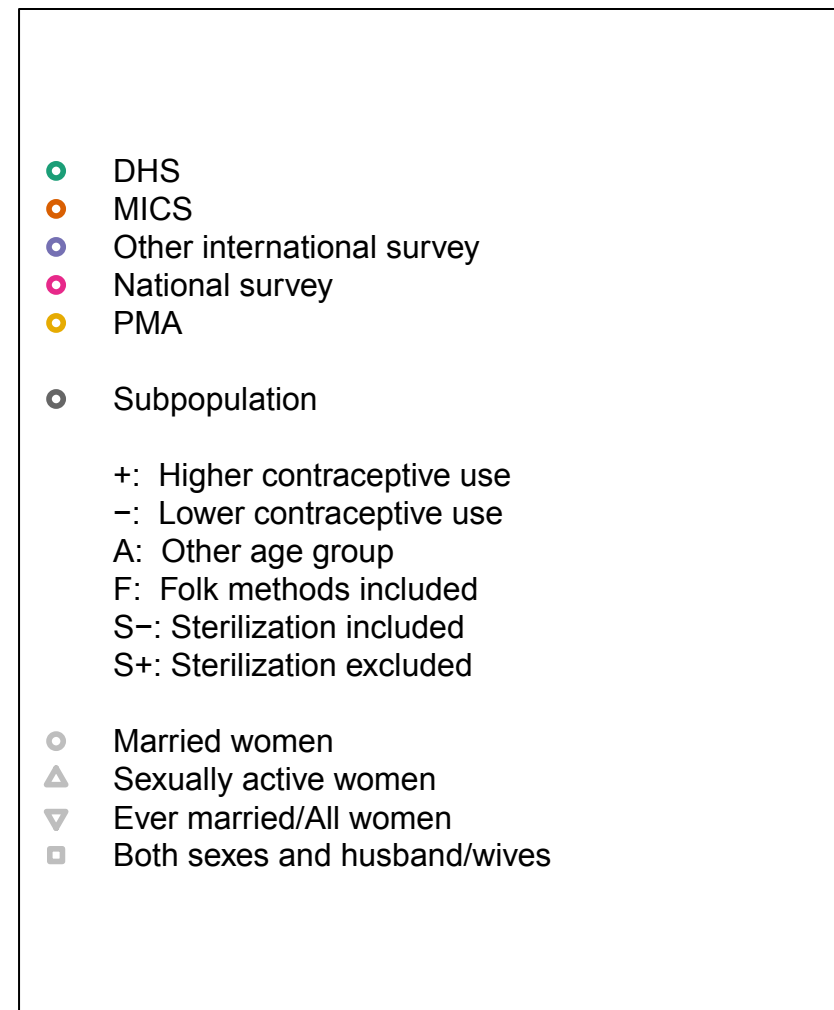 DHS
MICS
Other international survey
National survey
PMA
Subpopulation
+: Higher contraceptive use
−: Lower contraceptive use
A: Other age group
F: Folk methods included
S−: Sterilization included
S+: Sterilization excluded
Married women
Sexually active women
Ever married/All women
Both sexes and husband/wives